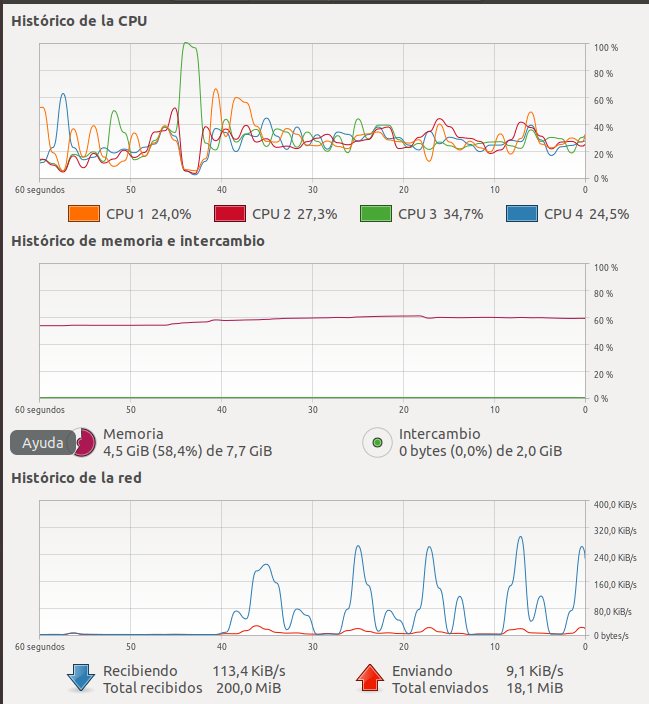 Histórico de la CPU
100 %
80 %
60 %
40 %
20 %
0 %
60 segundos 50 40 30 20 10 0
CPU 1 24,0% CPU 2 27,3% CPU 3 34,7% CPU 4 24,5%
Histórico de memoria e intercambio
100 %
80 %
60 %
40 %
20 %
0 %
60 segundos 50 40 30 20 10 0
Ayuda
Memoria
4,5 GiB (58,4%) de 7,7 GiB
Intercambio
0 bytes (0,0%) de 2,0 GiB
Histórico de la red
400,0 KiB/s
320,0 KiB/s
240,0 KiB/s
160,0 KiB/s
80,0 KiB/s
0 bytes/s
60 segundos 50 40 30 20 10 0
Recibiendo 113,4 KiB/s
Total recibidos 200,0 MiB
Enviando 9,1 KiB/s
Total enviados 18,1 MiB